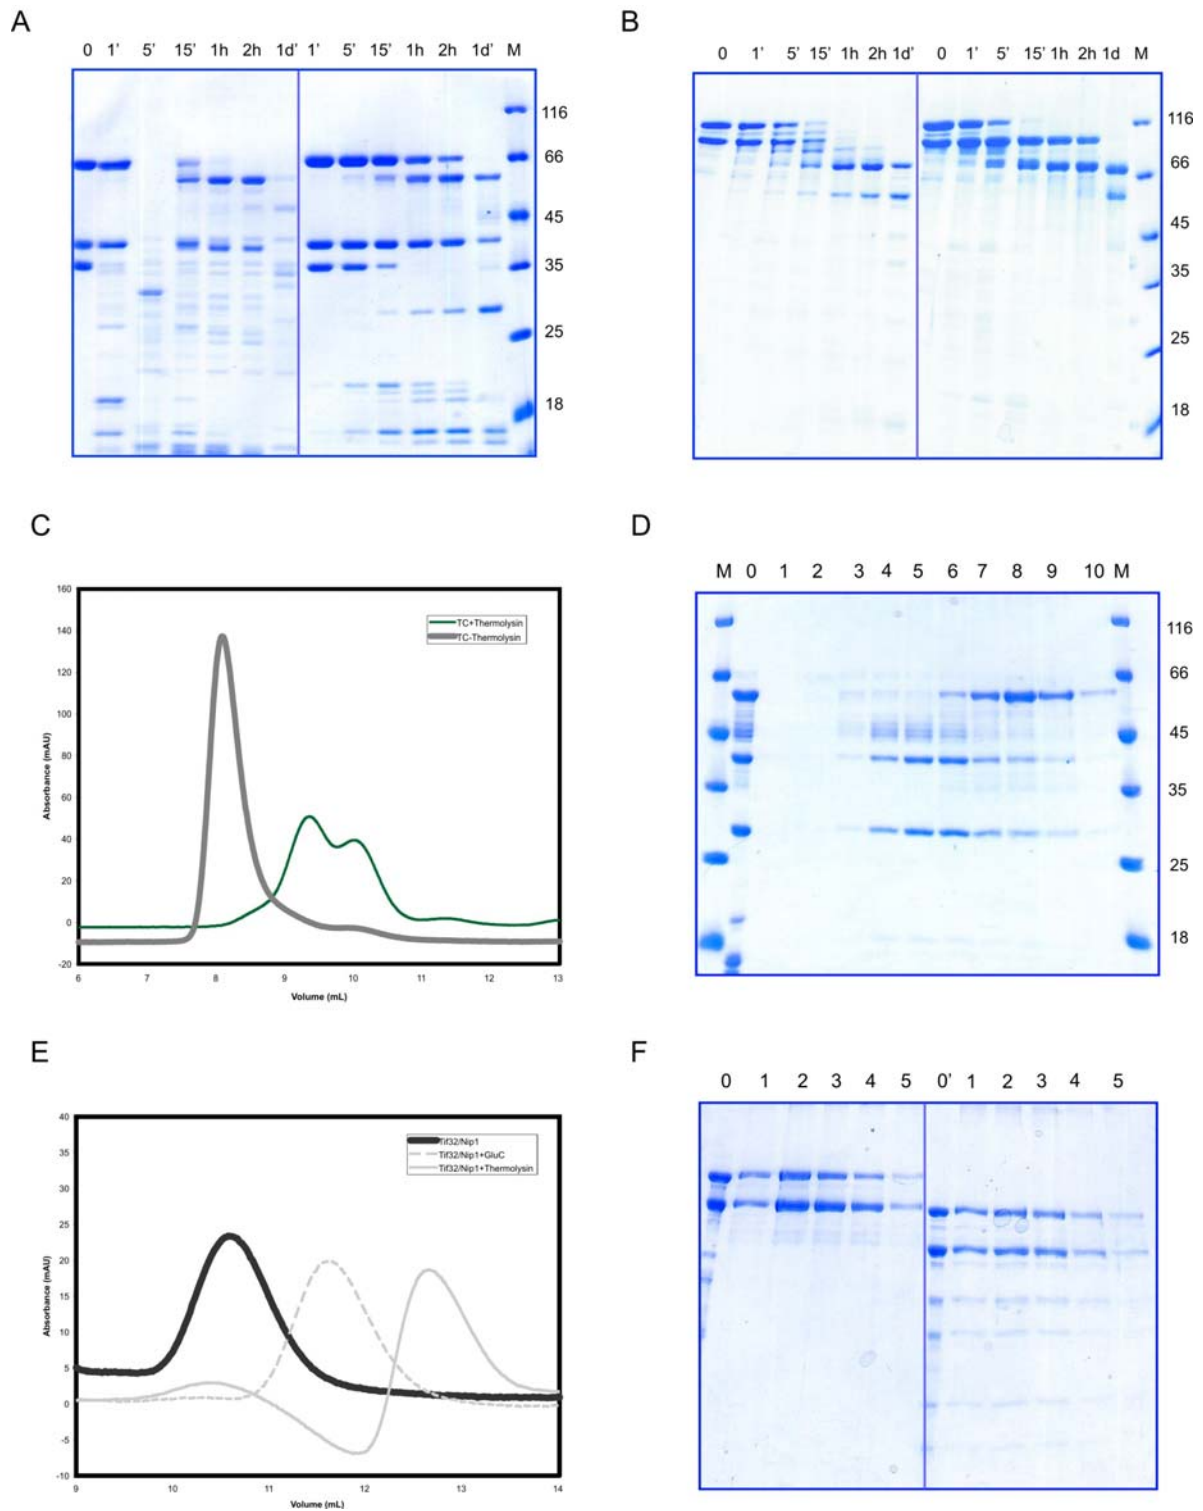 A
0 1' 5' 15' 1h 2h 1d' 1' 5' 15' 1h 2h 1d' M
116
66
45
35
25
18
B
0 1' 5' 15' 1h 2h 1d' 0 1' 5' 15' 1h 2h 1d M
116
66
45
35
25
18
C
160
140
120
100
80
60
40
20
0
-20
Absorbance (mAU)
TC+Thermolysin
TC-Thermolysin
6 7 8 9 10 11 12 13
Volume (mL)
D
M 0 1 2 3 4 5 6 7 8 9 10 M
116
66
45
35
25
18
E
40
35
30
25
20
15
10
5
0
-5
-10
Absorbance (mAU)
Tif32/Nip1
Tif32/Nip1+GluC
Tif32/Nip1+Thermolysin
9 10 11 12 13 14
Volume (mL)
F
0 1 2 3 4 5 0' 1 2 3 4 5